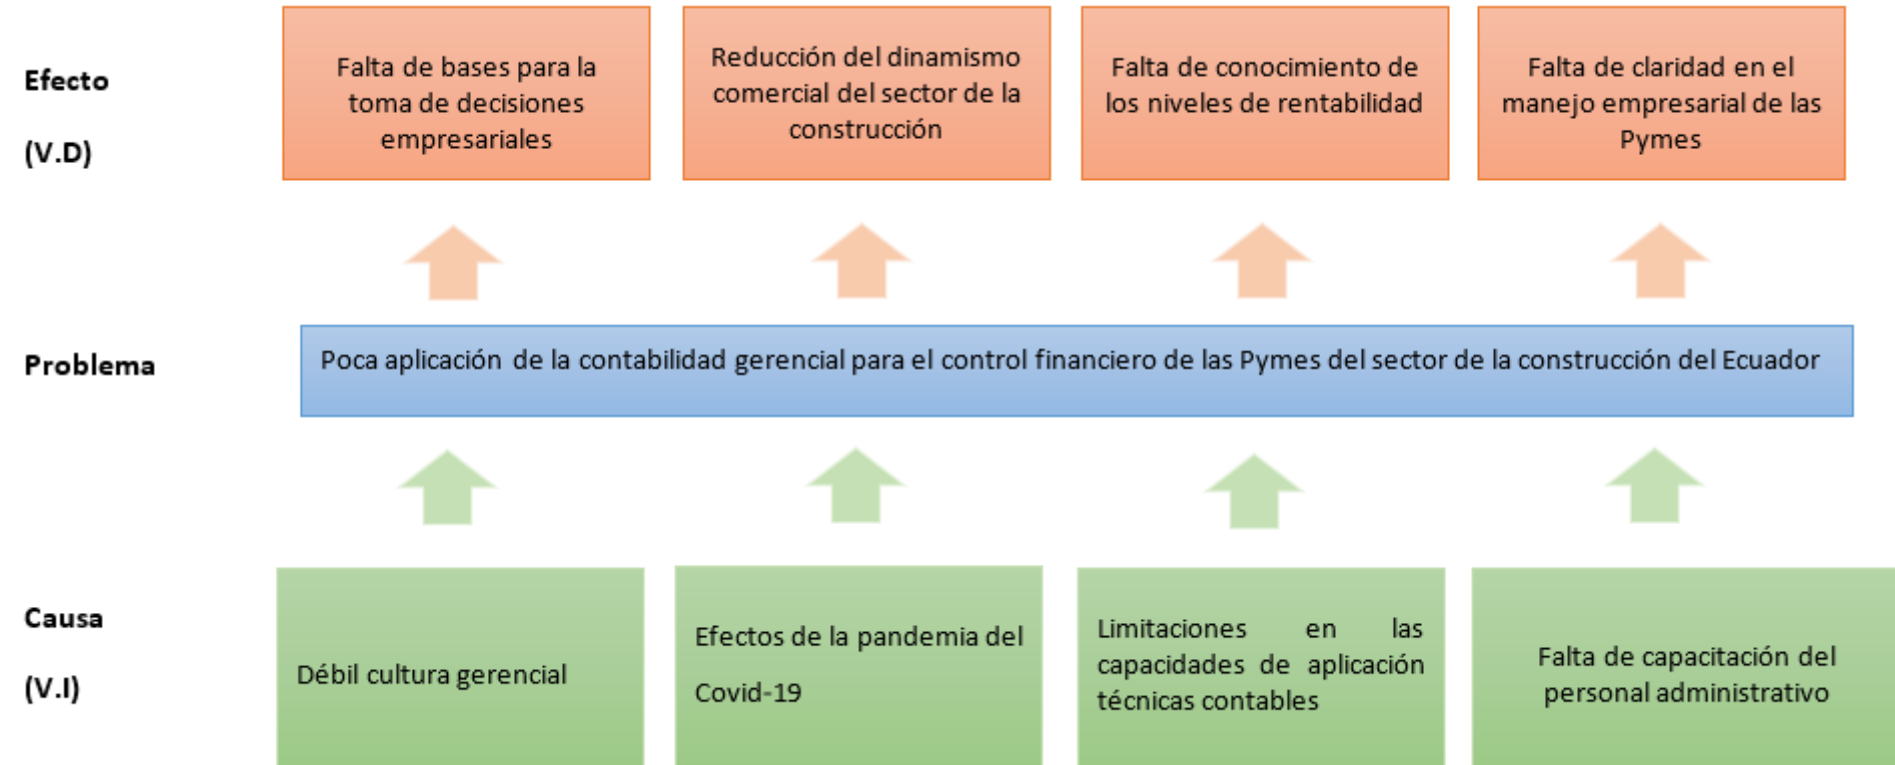 Efecto
(V.D)
Falta de bases para la
toma de decisiones
empresariales
Reducción del dinamismo
comercial del sector de la
construcción
Falta de conocimiento de
los niveles de rentabilidad
Falta de claridad en el
manejo empresarial de las
Pymes
Problema
Poca aplicación de la contabilidad gerencial para el control financiero de las Pymes del sector de la construcción del Ecuador
Causa
(V.I)
Débil cultura gerencial
Efectos de la pandemia del
Covid-19
Limitaciones en las
capacidades de aplicación
técnicas contables
Falta de capacitación del
personal administrativo